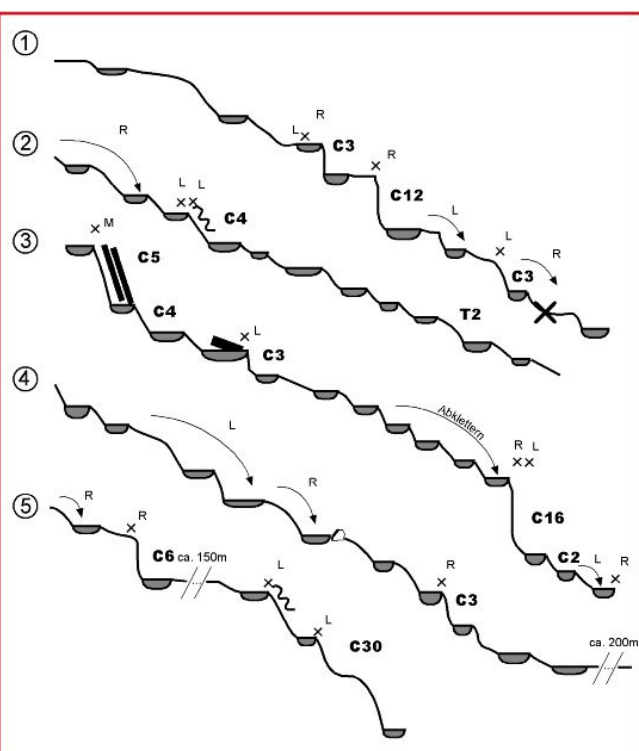 ①
R
L
C3
R
C12
L
L
C3
R
②
R
L L
C4
T2
③
M
C5
C4
L
C3
Abklettern
R L
C16
C2
L
R
④
L
R
R
C3
ca. 200m
⑤
R
R
C6 ca. 150m
L
L
C30